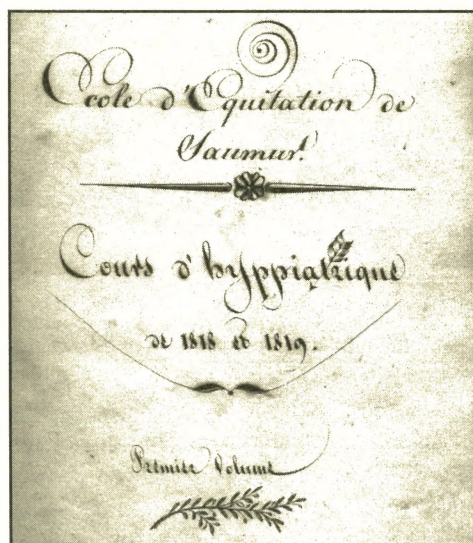 Ecole d'Equitation de
Saumur.
Cours d'hyppiatrique
de 1818 et 1819.
Premier Volume